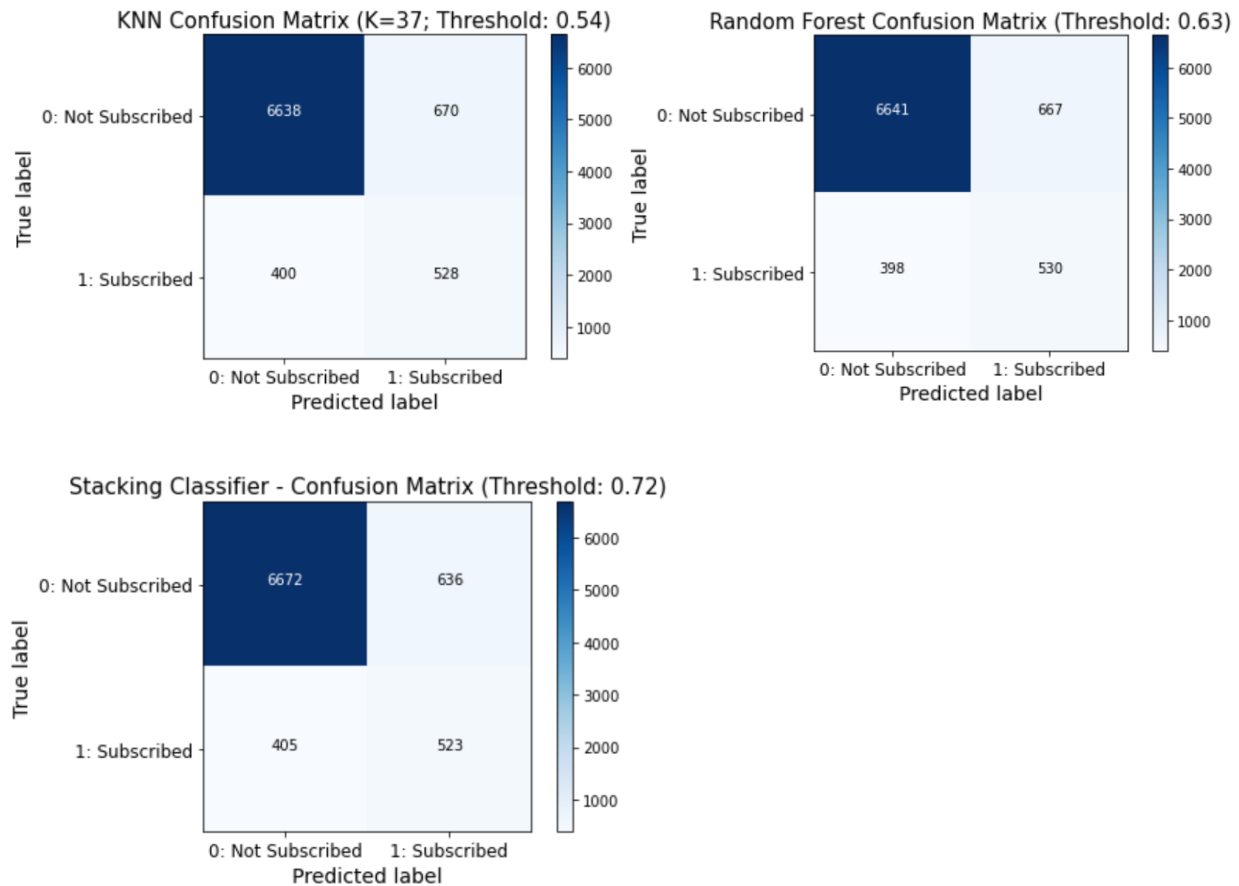 KNN Confusion Matrix (K=37; Threshold: 0.54)
6000
0: Not Subscribed
6638
670
5000
4000
True label
3000
1: Subscribed
400
528
2000
1000
0: Not Subscribed 1: Subscribed
Predicted label
Random Forest Confusion Matrix (Threshold: 0.63)
6000
0: Not Subscribed
6641
667
5000
4000
True label
3000
1: Subscribed
398
530
2000
1000
0: Not Subscribed 1: Subscribed
Predicted label
Stacking Classifier - Confusion Matrix (Threshold: 0.72)
6000
0: Not Subscribed
6672
636
5000
4000
True label
3000
1: Subscribed
405
523
2000
1000
0: Not Subscribed 1: Subscribed
Predicted label